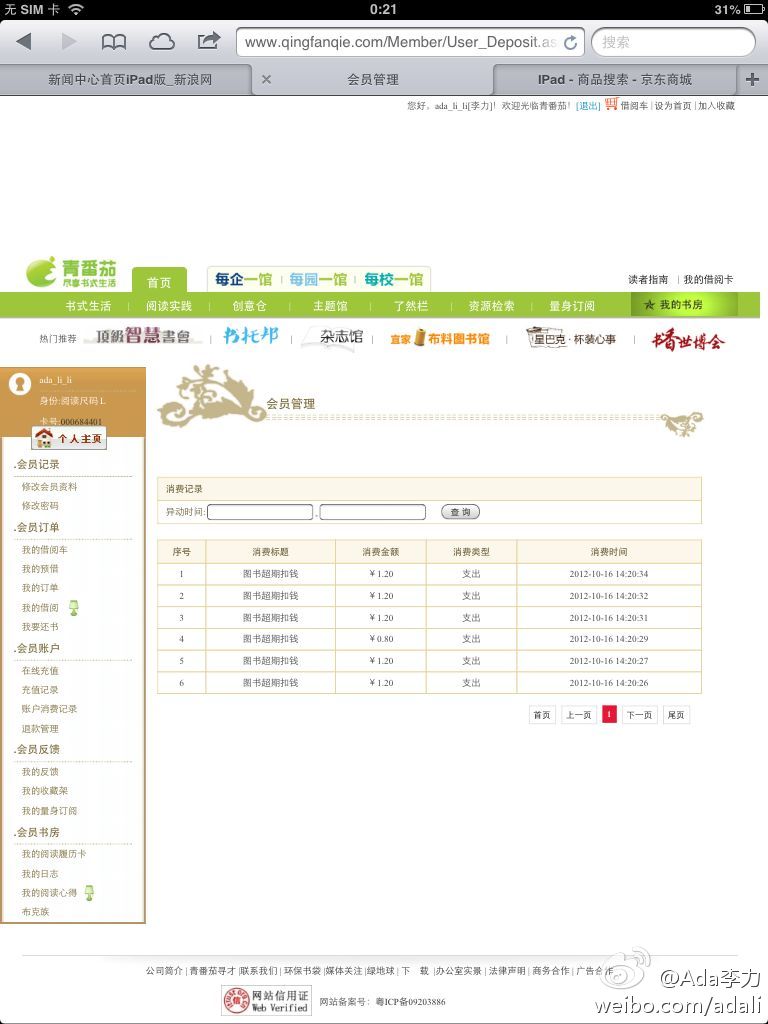 无 SIM 卡 0:21 31%
www.qingfanqie.com/Member/User_Deposit.as 搜索
新闻中心首页iPad版_新浪网 会员管理 IPad - 商品搜索 - 京东商城
您好，ada_li_li[李力]！欢迎光临青番茄！[退出] 借阅车 | 设为首页 | 加入收藏
青番茄
尽享书式生活
首页 每企一馆 每园一馆 每校一馆
读者指南 | 我的借阅卡
书式生活 | 阅读实践 | 创意仓 | 主题馆 | 了然栏 | 资源检索 | 量身订阅 ★ 我的书房
热门推荐 顶級智慧書會 | 书托邦 | 杂志馆 | 宜家布料图书馆 | 星巴克·杯装心事 | 书香世博会
ada_li_li
身份:阅读尺码 L
卡号:000684401
个人主页
.会员记录
修改会员资料
修改密码
.会员订单
我的借阅车
我的预借
我的订单
我的借阅
我要还书
.会员账户
在线充值
充值记录
账户消费记录
退款管理
.会员反馈
我的反馈
我的收藏架
我的量身订阅
.会员书房
我的阅读履历卡
我的日志
我的阅读心得
布克族
会员管理
消费记录
异动时间: - 查 询
序号 消费标题 消费金额 消费类型 消费时间
1 图书超期扣钱 ￥1.20 支出 2012-10-16 14:20:34
2 图书超期扣钱 ￥1.20 支出 2012-10-16 14:20:32
3 图书超期扣钱 ￥1.20 支出 2012-10-16 14:20:31
4 图书超期扣钱 ￥0.80 支出 2012-10-16 14:20:29
5 图书超期扣钱 ￥1.20 支出 2012-10-16 14:20:27
6 图书超期扣钱 ￥1.20 支出 2012-10-16 14:20:26
首页 上一页 1 下一页 尾页
公司简介 | 青番茄寻才 |联系我们 | 环保书袋 |媒体关注 |绿地球 | 下 载 |办公室实景 | 法律声明 | 商务合作 | 广告合作
网站信用证
Web Verified
网站备案号：粤ICP备09203886
@Ada李力
weibo.com/adali